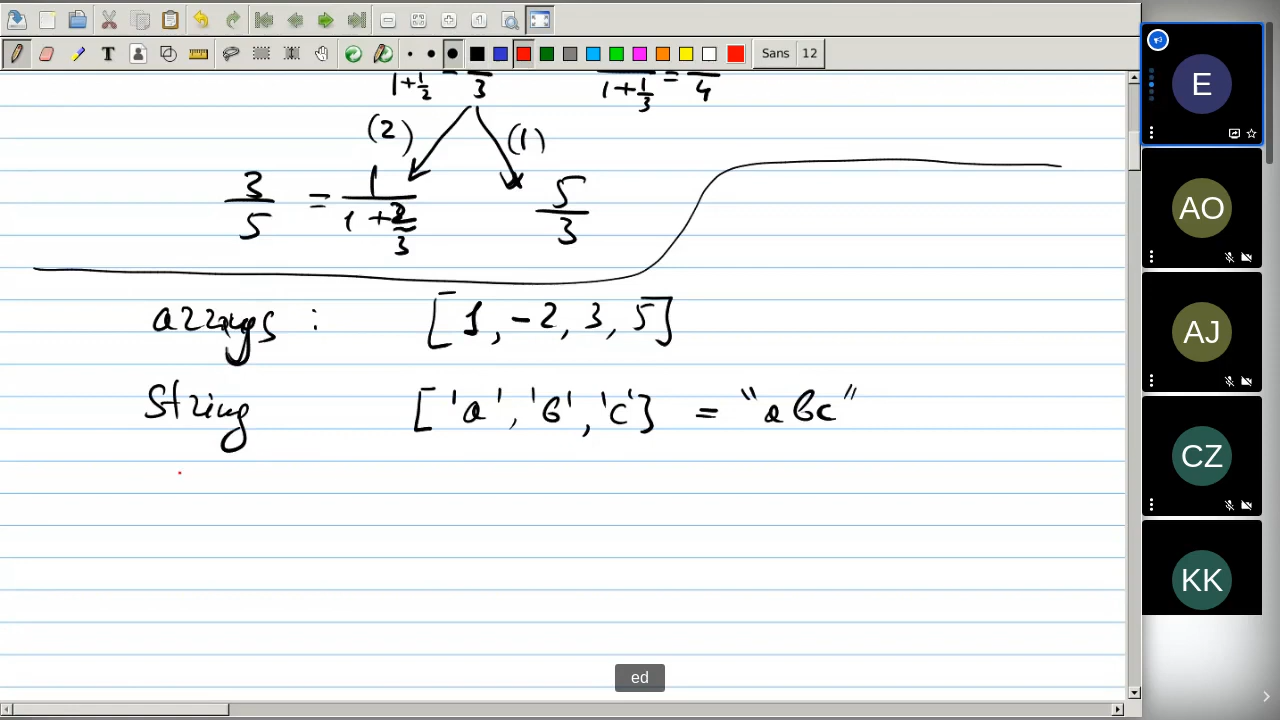 Sans 12
1+1/2 = /3
1+1/3 = /4
(2) (1)
3/5 = 1/(1+2/3) 5/3
arrays : [1, -2, 3, 5]
String ['a', 'b', 'c'] = "abc"
ed
E
AO
AJ
CZ
KK